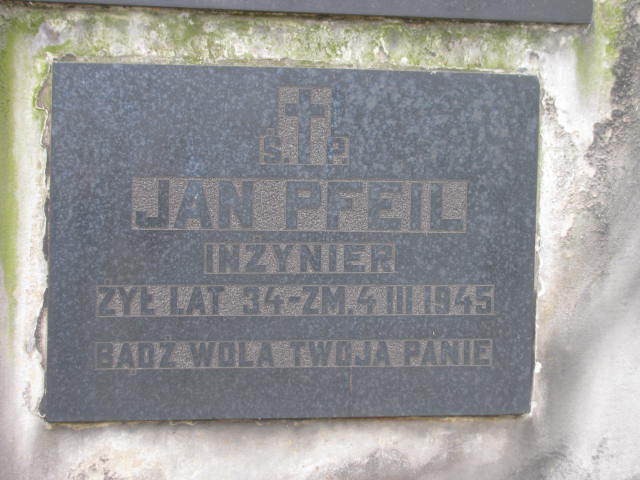 Ś. P.
JAN PFEIL
INŻYNIER
ŻYŁ LAT 34-ZM. 4 III. 1945
BĄDŹ WOLA TWOJA PANIE